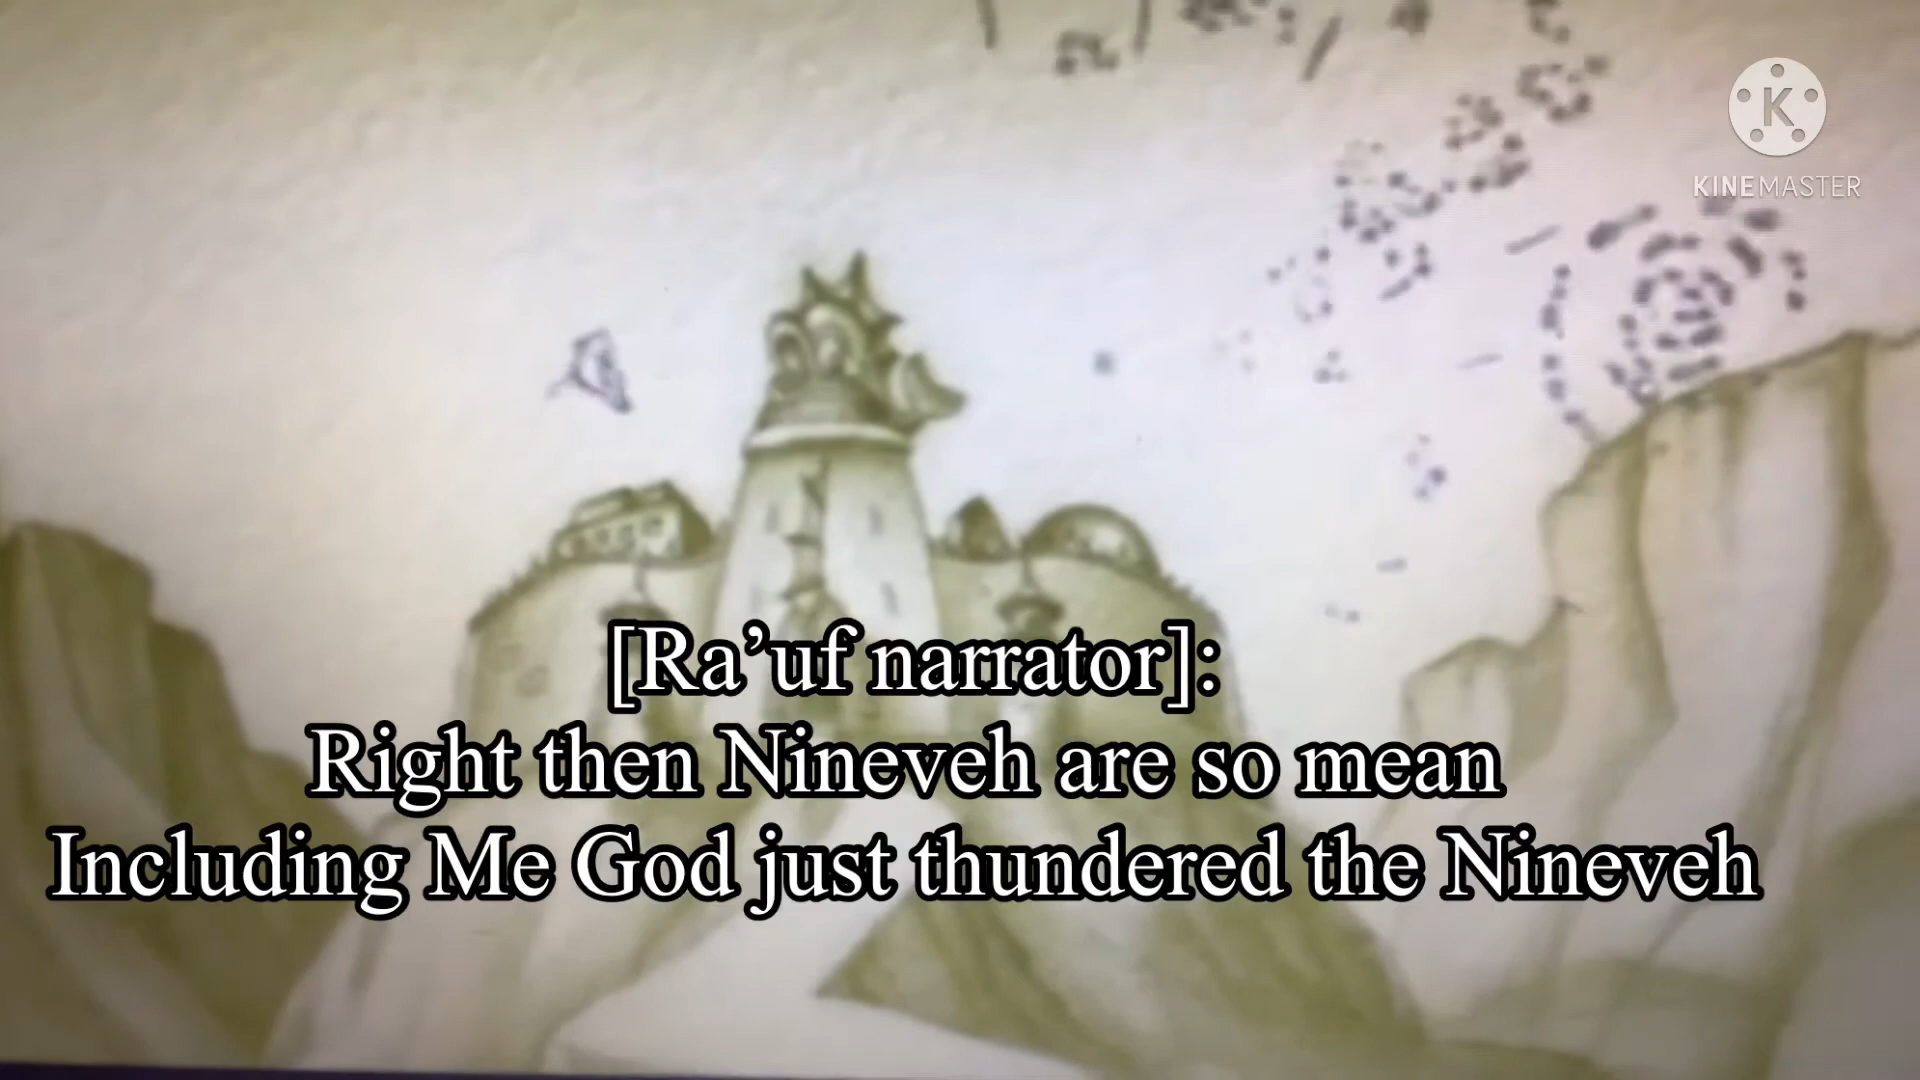 KINEMASTER
[Ra’uf narrator]:
Right then Nineveh are so mean
Including Me God just thundered the Nineveh